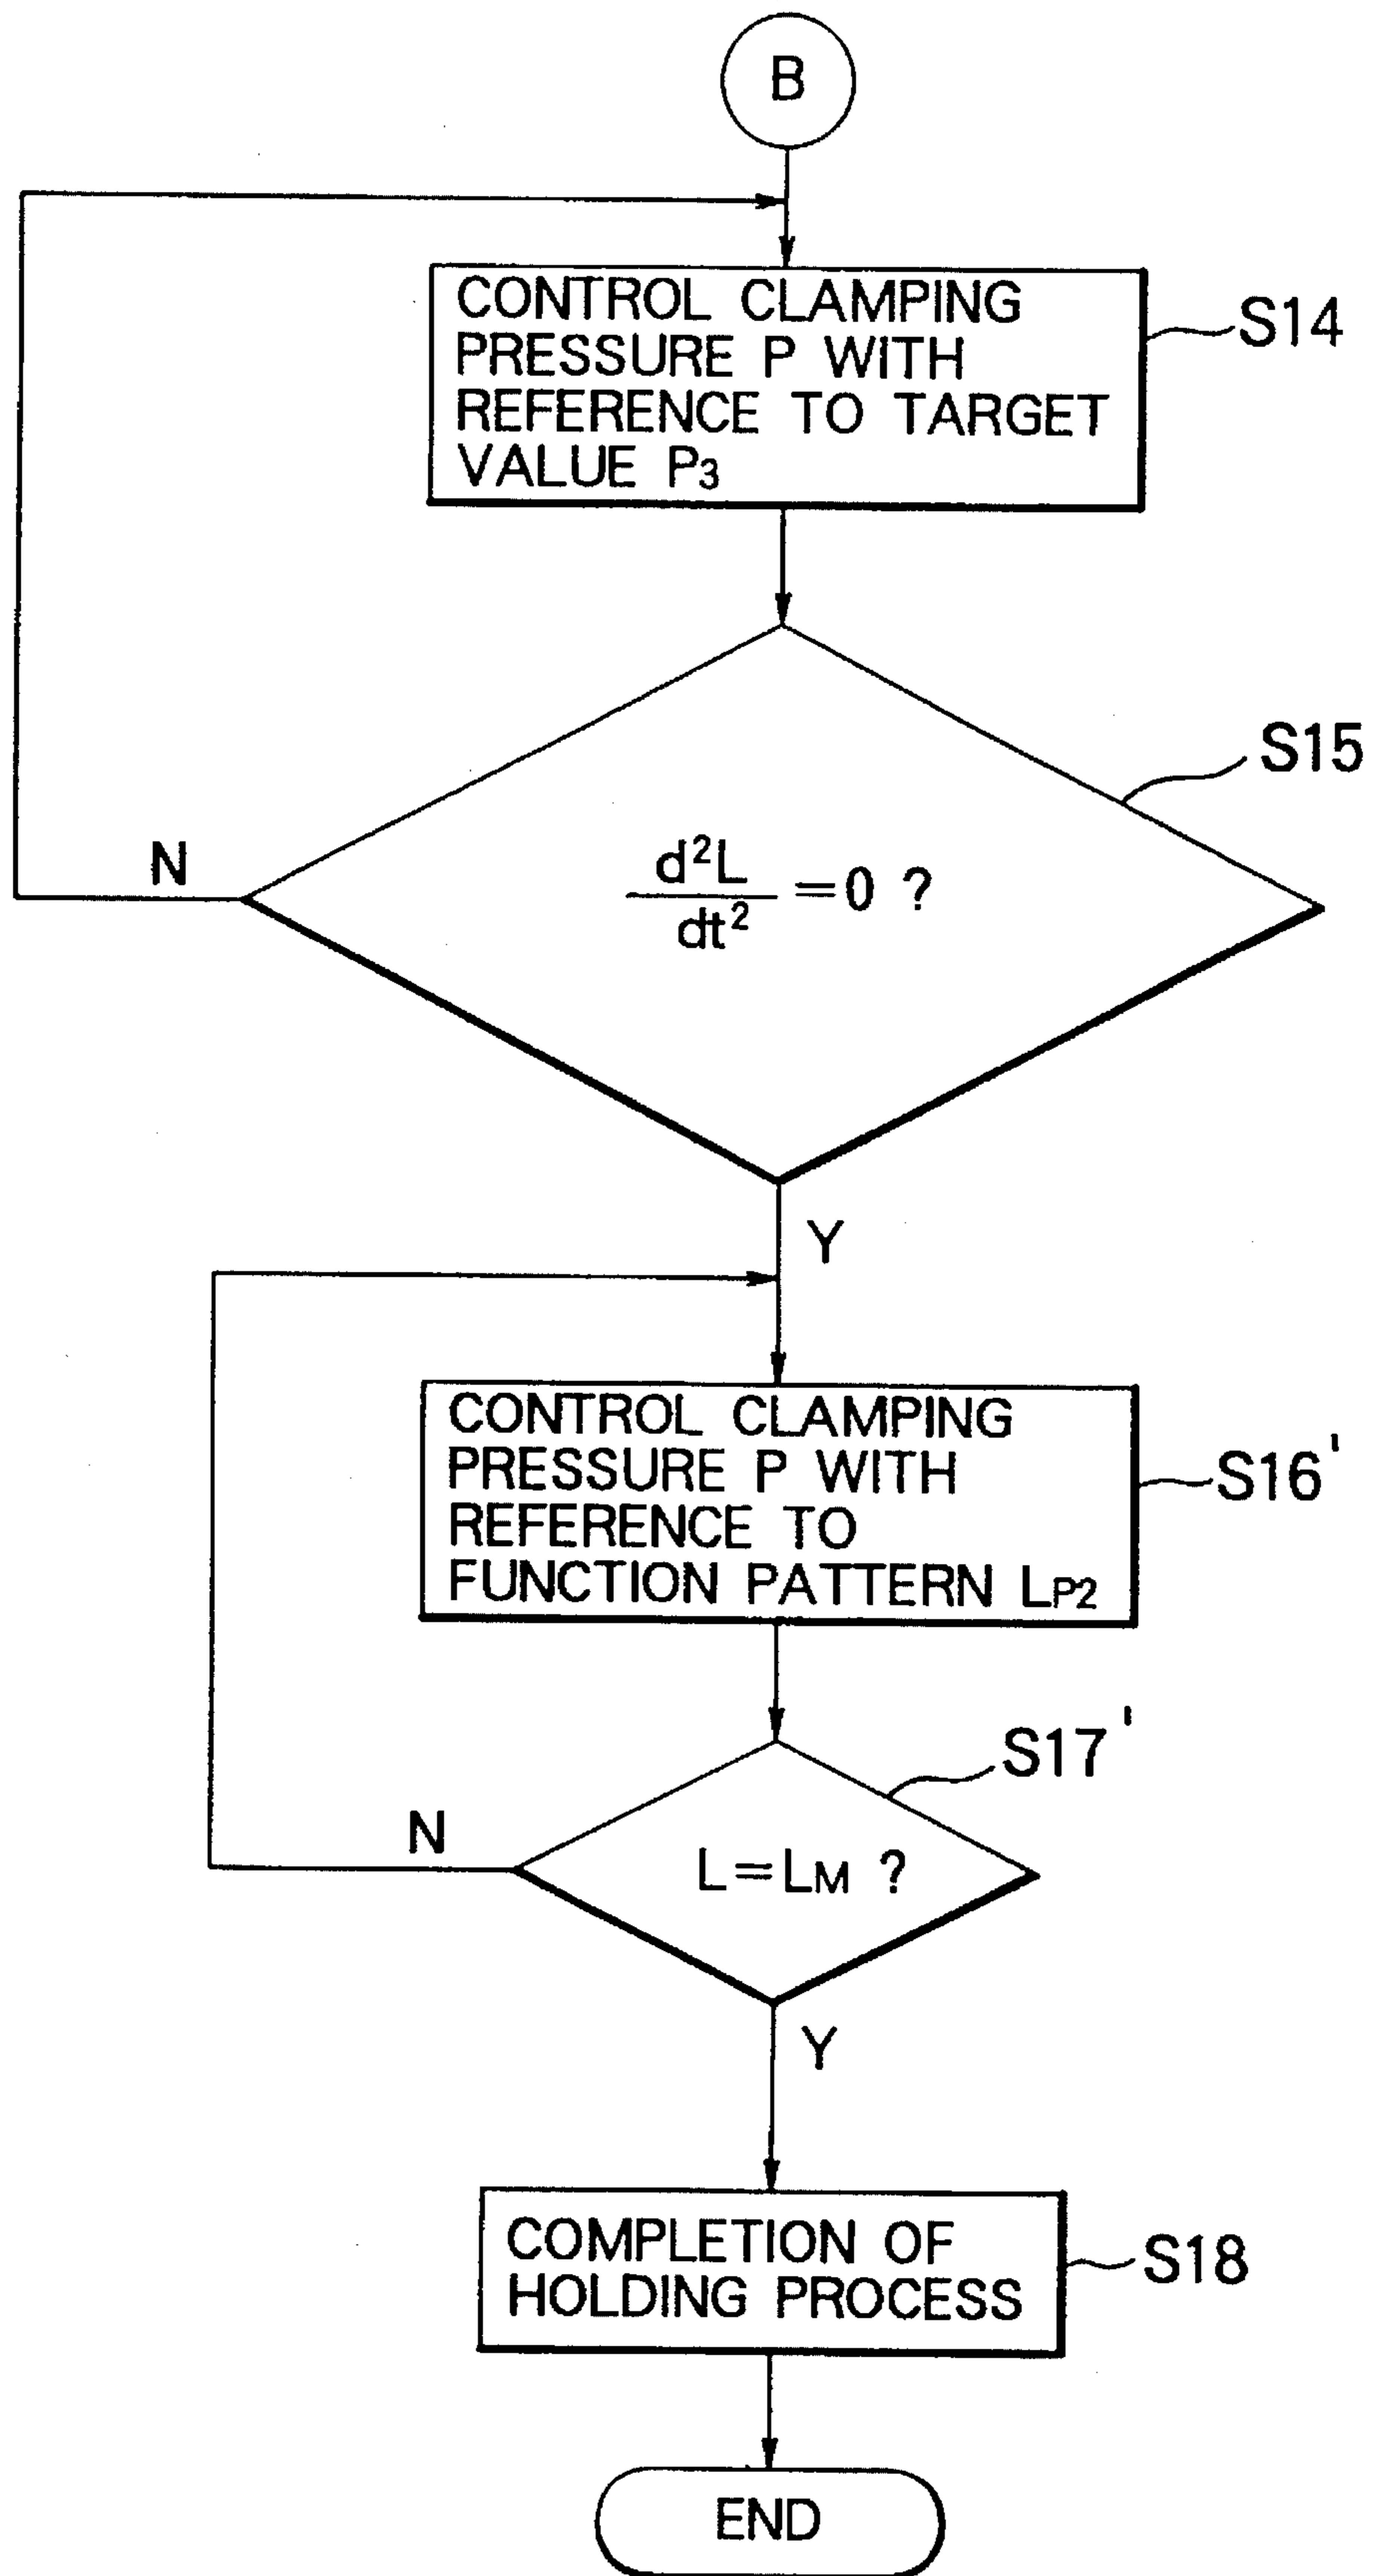 B
CONTROL CLAMPING
PRESSURE P WITH
REFERENCE TO TARGET
VALUE P3
S14
S15
d²L
dt²
=0 ?
N
Y
CONTROL CLAMPING
PRESSURE P WITH
REFERENCE TO
FUNCTION PATTERN LP2
S16'
S17'
L=LM ?
N
Y
COMPLETION OF
HOLDING PROCESS
S18
END